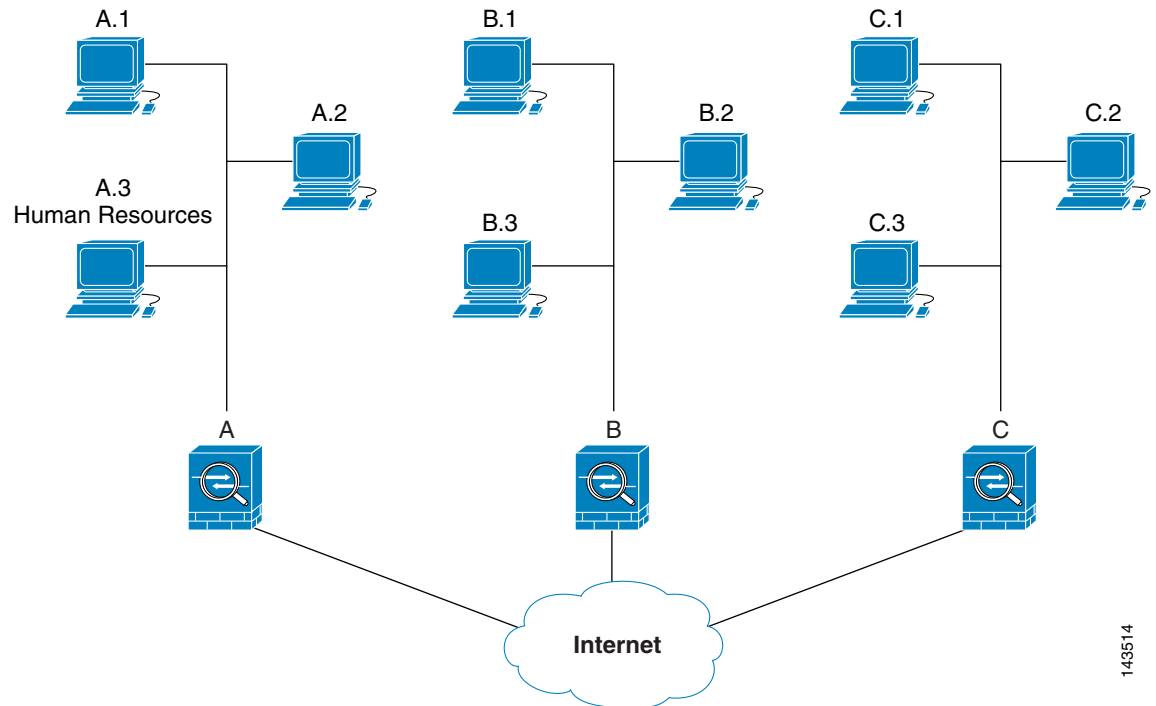 A.1
B.1
C.1
A.2
B.2
C.2
A.3
Human Resources
B.3
C.3
A
B
C
Internet
143514